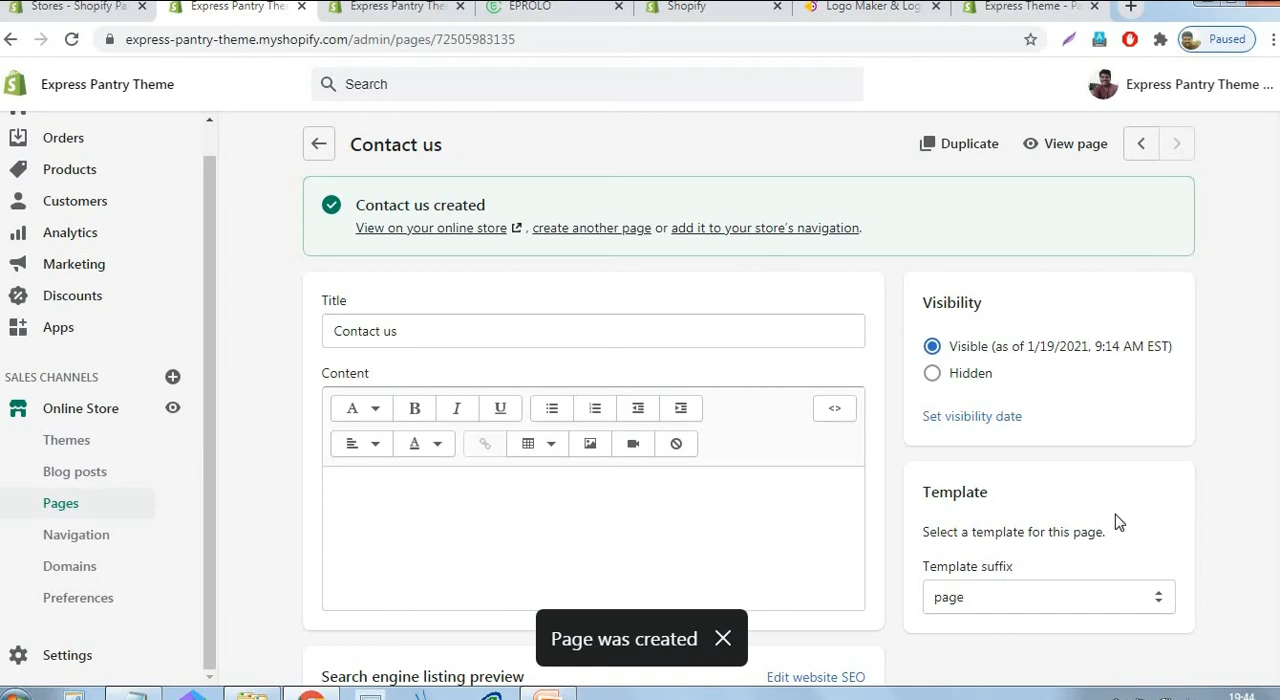 Stores - Shopify Pa
Express Pantry Then
Express Pantry The
EPROLO
Shopify
Logo Maker & Log
Express Theme - Pa
express-pantry-theme.myshopify.com/admin/pages/72505983135
Paused
Express Pantry Theme
Search
Express Pantry Theme ...
Orders
Products
Customers
Analytics
Marketing
Discounts
Apps
SALES CHANNELS
Online Store
Themes
Blog posts
Pages
Navigation
Domains
Preferences
Settings
Contact us
Duplicate
View page
Contact us created
View on your online store , create another page or add it to your store's navigation.
Title
Contact us
Content
A
B
I
U
<>
A
Visibility
Visible (as of 1/19/2021, 9:14 AM EST)
Hidden
Set visibility date
Template
Select a template for this page.
Template suffix
page
Page was created
Search engine listing preview
Edit website SEO
19:44